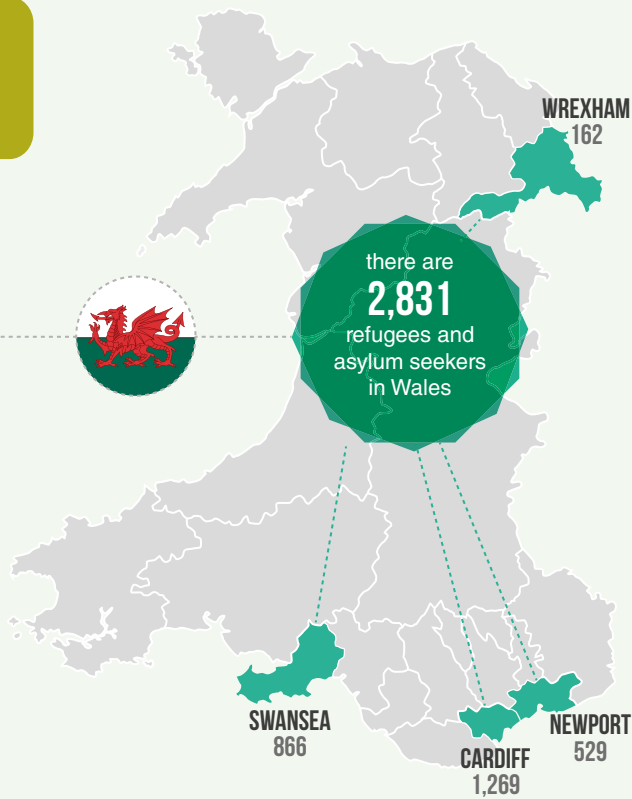 WREXHAM
162
there are
2,831
refugees and
asylum seekers
in Wales
SWANSEA
866
CARDIFF
1,269
NEWPORT
529